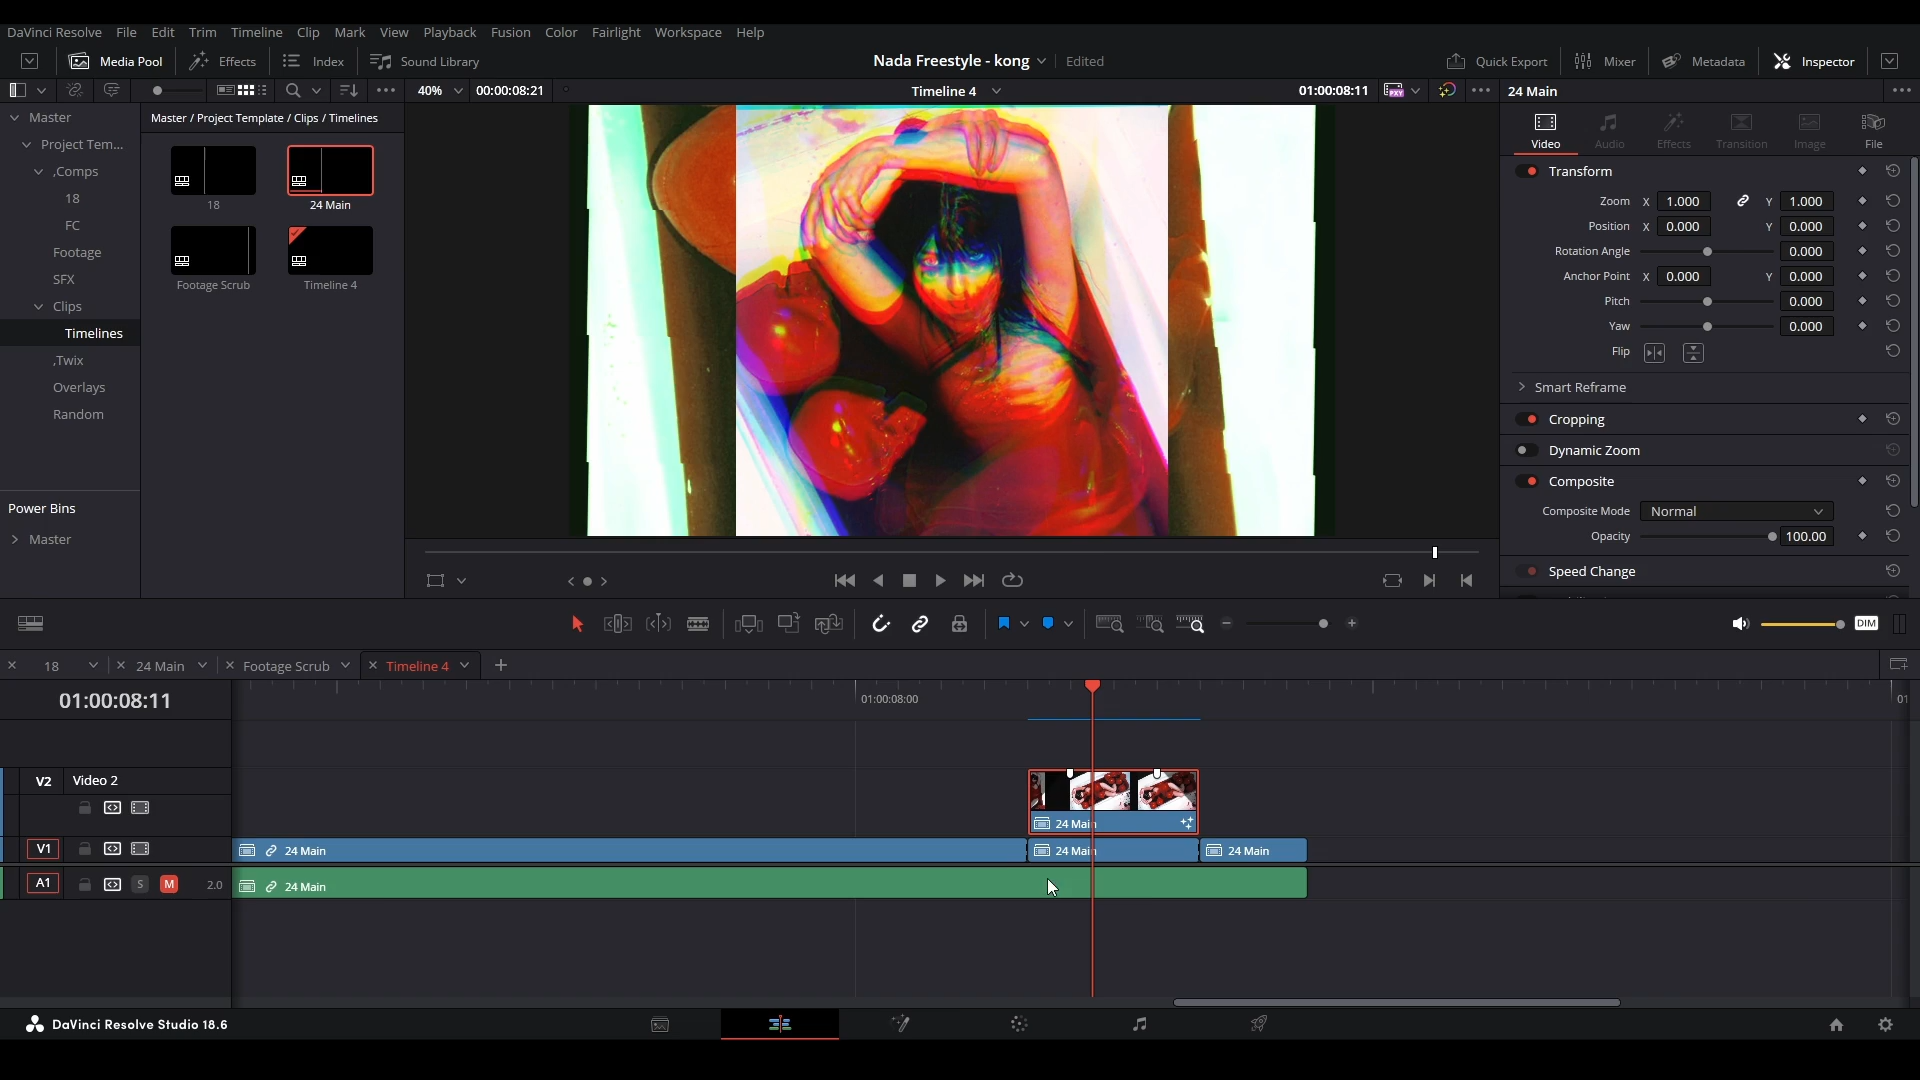 DaVinci Resolve File Edit Trim Timeline Clip Mark View Playback Fusion Color Fairlight Workspace Help
Media Pool Effects Index Sound Library Nada Freestyle - kong Edited Quick Export Mixer Metadata Inspector
40% 00:00:08:21 Timeline 4 01:00:08:11 PXY 24 Main
Master
Project Tem...
,Comps
18
FC
Footage
SFX
Clips
Timelines
,Twix
Overlays
Random
Power Bins
Master
Master / Project Template / Clips / Timelines
18 24 Main
Footage Scrub Timeline 4
Video Audio Effects Transition Image File
Transform
Zoom X 1.000 Y 1.000
Position X 0.000 Y 0.000
Rotation Angle 0.000
Anchor Point X 0.000 Y 0.000
Pitch 0.000
Yaw 0.000
Flip
Smart Reframe
Cropping
Dynamic Zoom
Composite
Composite Mode Normal
Opacity 100.00
Speed Change
DIM
18 24 Main Footage Scrub Timeline 4
01:00:08:11 01:00:08:00 01
V2 Video 2
24 Main
V1 24 Main 24 Main 24 Main
A1 S M 2.0 24 Main
DaVinci Resolve Studio 18.6